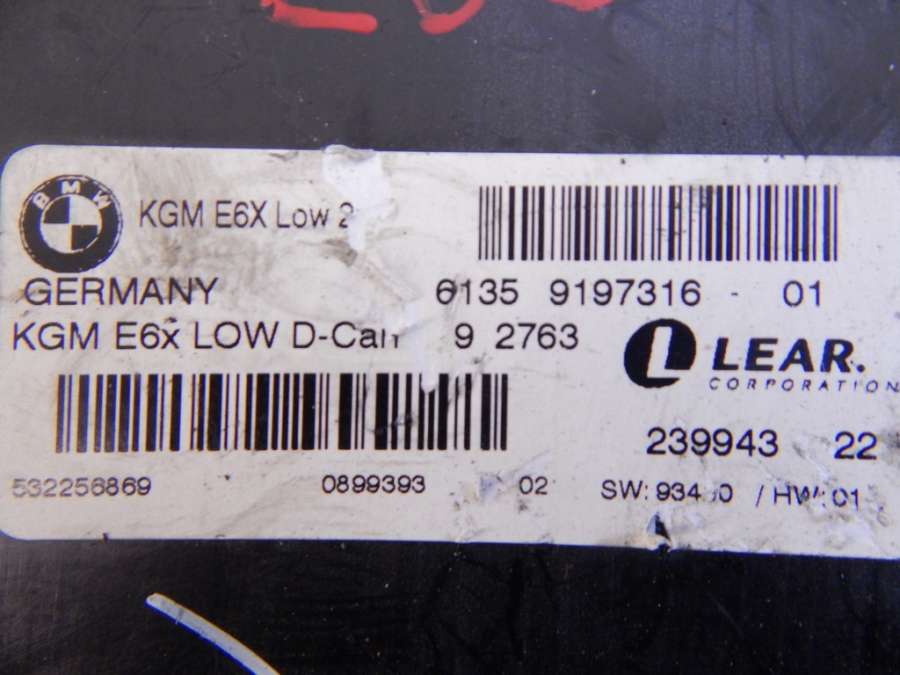 BMW
KGM E6X Low 2
GERMANY 6135 9197316 - 01
KGM E6x LOW D-Can 9 2763
LEAR.
CORPORATION
239943 22
532256869 0899393 02 SW: / HW: 01